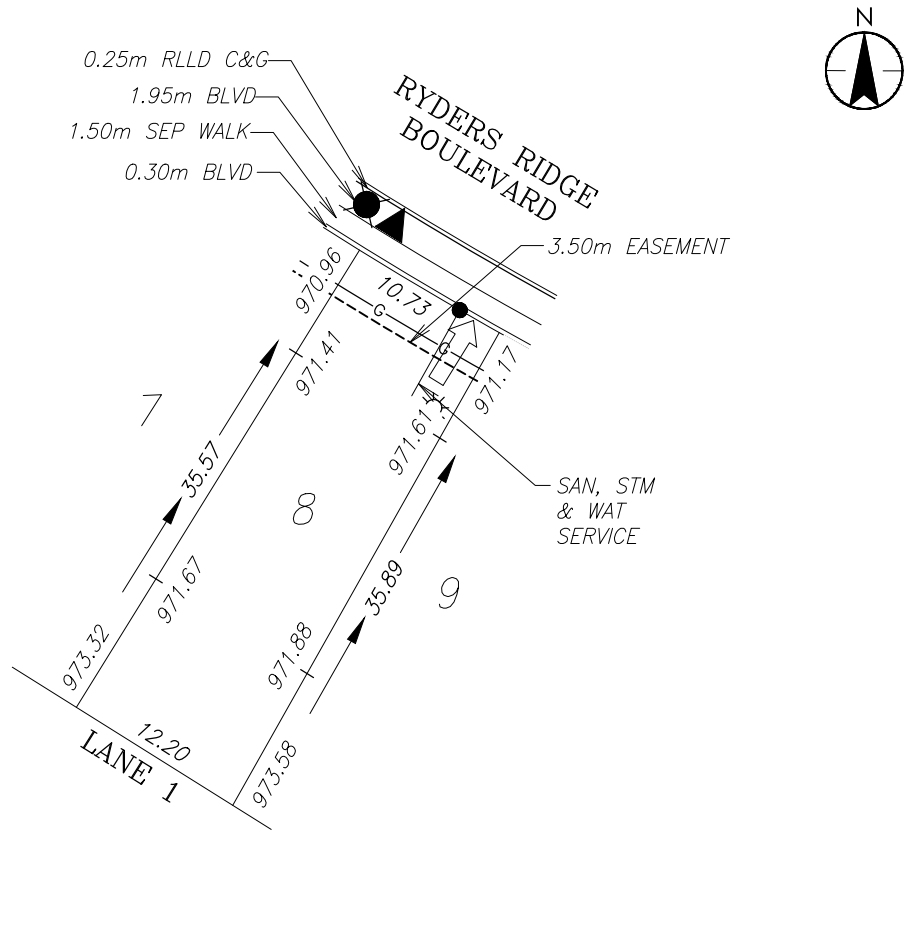 N
0.25m RLLD C&G
1.95m BLVD
1.50m SEP WALK
0.30m BLVD
RYDERS RIDGE
BOULEVARD
3.50m EASEMENT
970.96
10.73
G
G
971.41
971.17
971.61
7
35.57
8
SAN, STM
& WAT
SERVICE
971.67
35.89
9
973.32
971.88
12.20
LANE 1
973.58